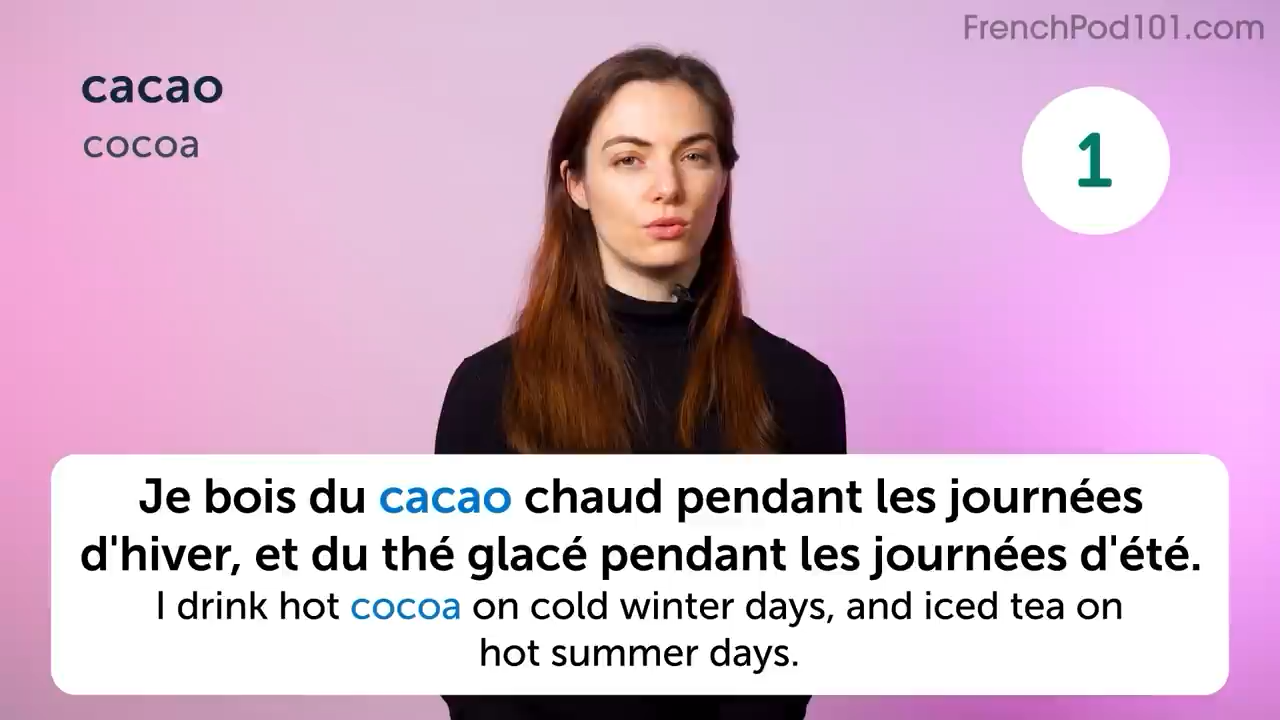 FrenchPod101.com
cacao
cocoa
1
Je bois du cacao chaud pendant les journées
d'hiver, et du thé glacé pendant les journées d'été.
I drink hot cocoa on cold winter days, and iced tea on
hot summer days.